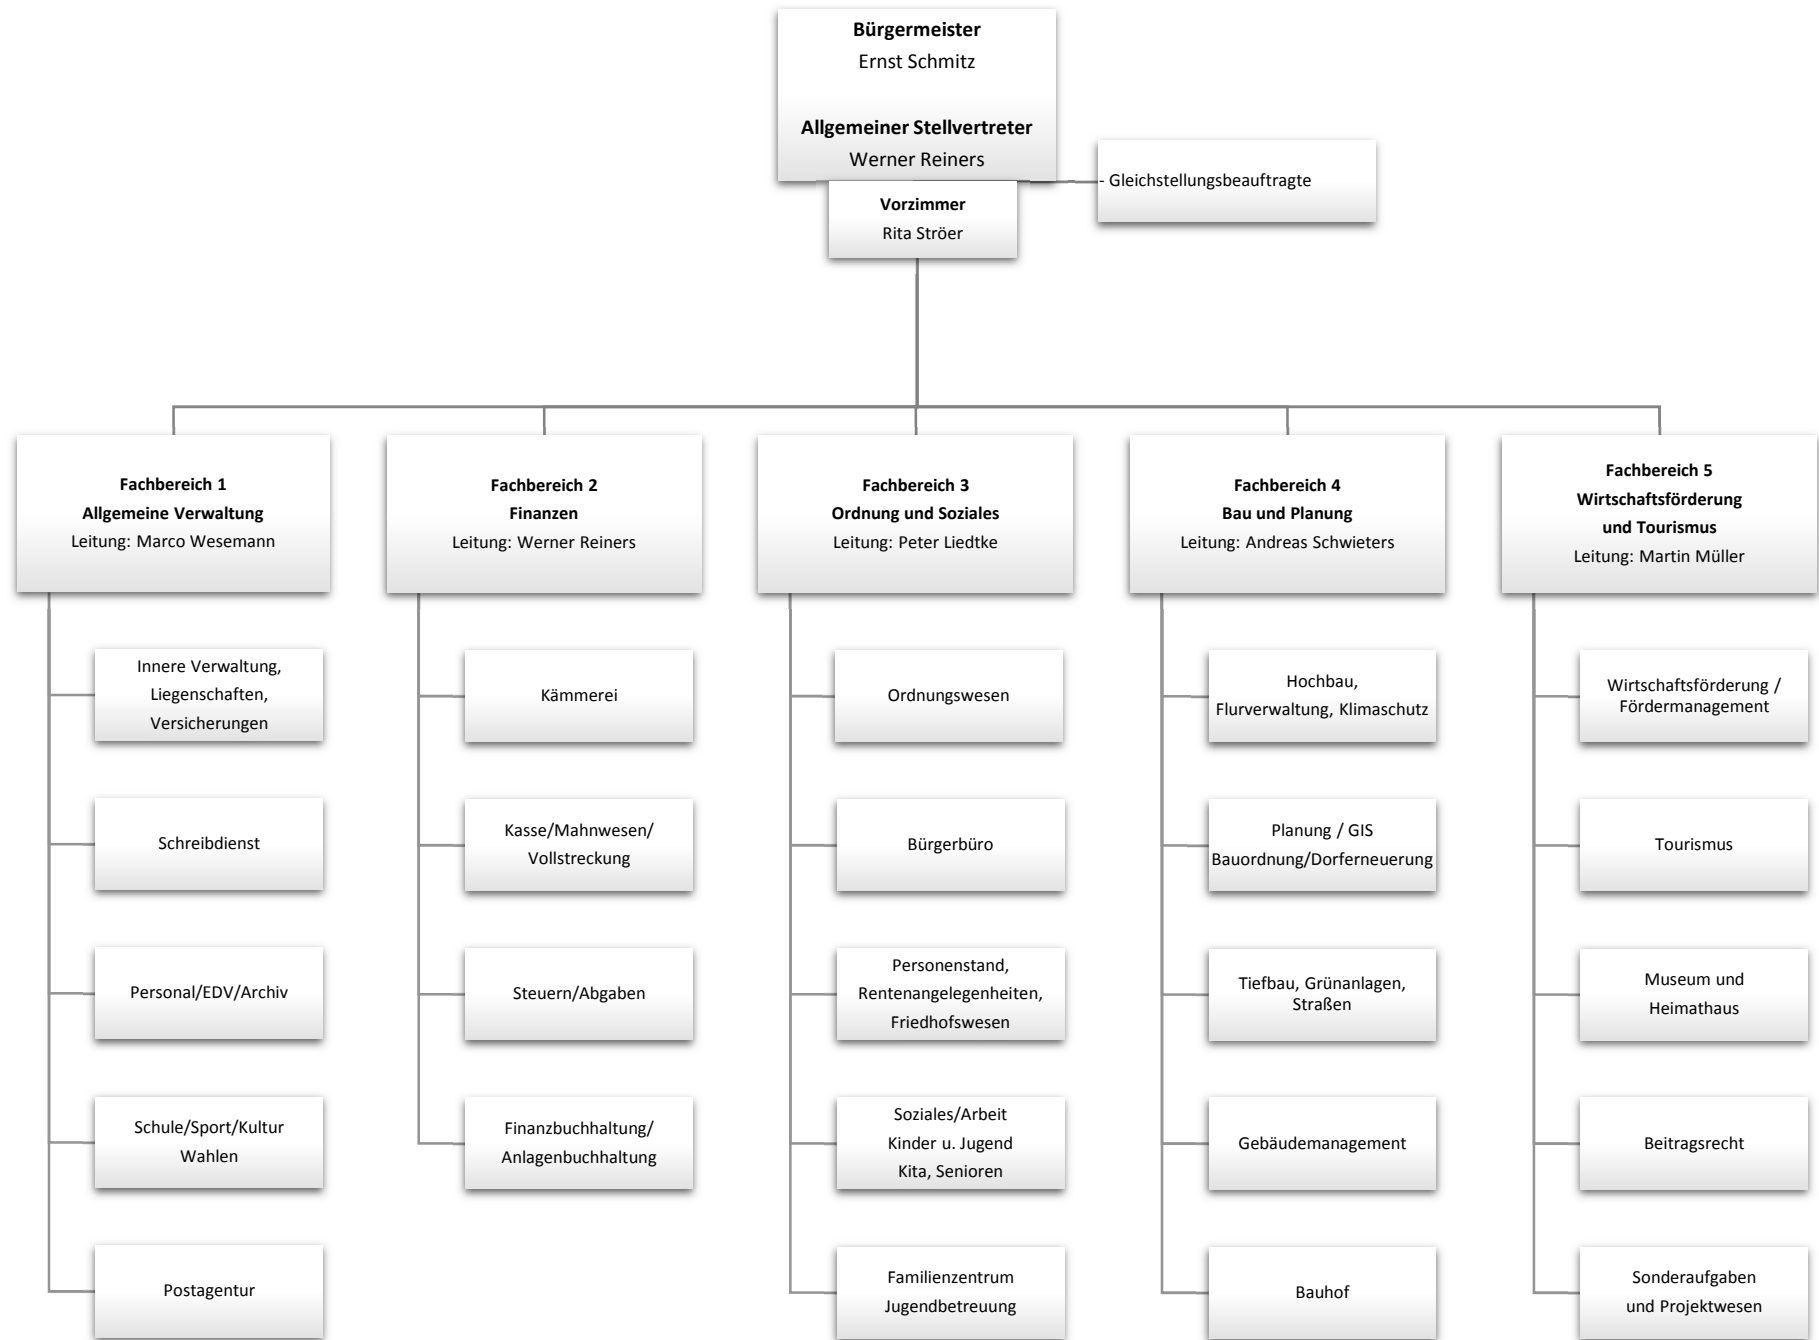 Bürgermeister
Ernst Schmitz
Allgemeiner Stellvertreter
Werner Reiners
- Gleichstellungsbeauftragte
Vorzimmer
Rita Ströer
Fachbereich 1
Allgemeine Verwaltung
Leitung: Marco Wesemann
Innere Verwaltung,
Liegenschaften,
Versicherungen
Schreibdienst
Personal/EDV/Archiv
Schule/Sport/Kultur
Wahlen
Postagentur
Fachbereich 2
Finanzen
Leitung: Werner Reiners
Kämmerei
Kasse/Mahnwesen/
Vollstreckung
Steuern/Abgaben
Finanzbuchhaltung/
Anlagenbuchhaltung
Fachbereich 3
Ordnung und Soziales
Leitung: Peter Liedtke
Ordnungswesen
Bürgerbüro
Personenstand,
Rentenangelegenheiten,
Friedhofswesen
Soziales/Arbeit
Kinder u. Jugend
Kita, Senioren
Familienzentrum
Jugendbetreuung
Fachbereich 4
Bau und Planung
Leitung: Andreas Schwieters
Hochbau,
Flurverwaltung, Klimaschutz
Planung / GIS
Bauordnung/Dorferneuerung
Tiefbau, Grünanlagen,
Straßen
Gebäudemanagement
Bauhof
Fachbereich 5
Wirtschaftsförderung
und Tourismus
Leitung: Martin Müller
Wirtschaftsförderung /
Fördermanagement
Tourismus
Museum und
Heimathaus
Beitragsrecht
Sonderaufgaben
und Projektwesen